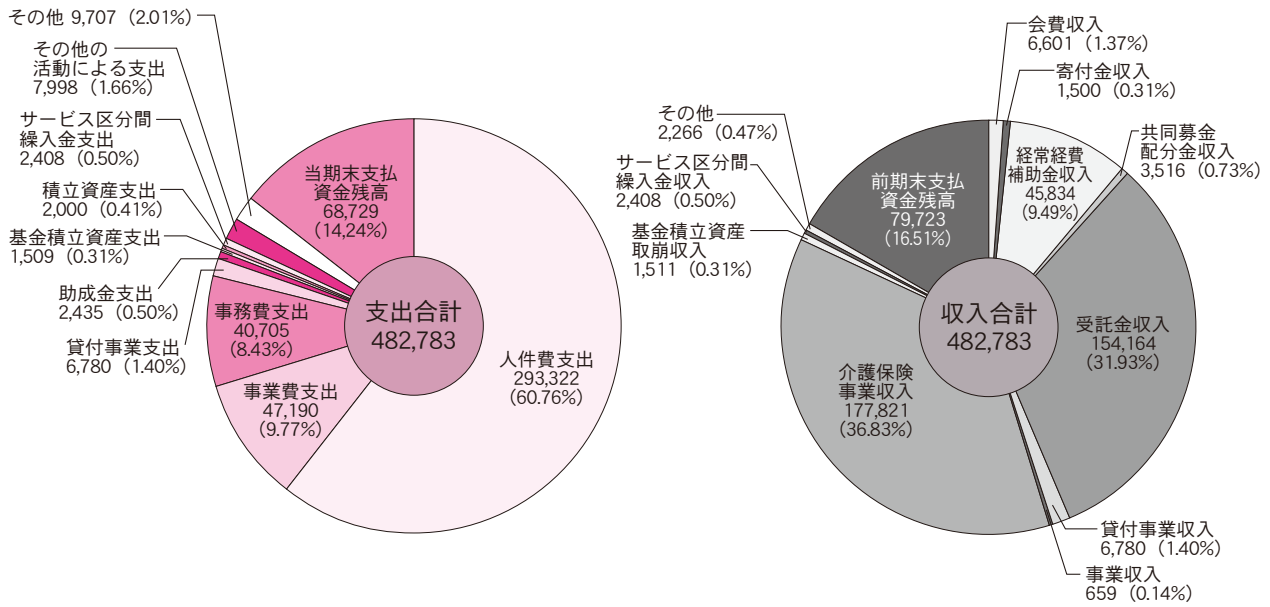 その他 9,707（2.01%）
その他の
活動による支出
7,998（1.66%）
サービス区分間
繰入金支出
2,408（0.50%）
積立資産支出
2,000（0.41%）
基金積立資産支出
1,509（0.31%）
助成金支出
2,435（0.50%）
貸付事業支出
6,780（1.40%）
事務費支出
40,705
（8.43%）
事業費支出
47,190
（9.77%）
当期末支払
資金残高
68,729
（14,24%）
支出合計
482,783
人件費支出
293,322
（60.76%）
会費収入
6,601（1.37%）
寄付金収入
1,500（0.31%）
経常経費
補助金収入
45,834
（9.49%）
共同募金
配分金収入
3,516（0.73%）
受託金収入
154,164
（31.93%）
貸付事業収入
6,780（1.40%）
事業収入
659（0.14%）
介護保険
事業収入
177,821
（36.83%）
基金積立資産
取崩収入
1,511（0.31%）
サービス区分間
繰入金収入
2,408（0.50%）
その他
2,266（0.47%）
前期末支払
資金残高
79,723
（16.51%）
収入合計
482,783